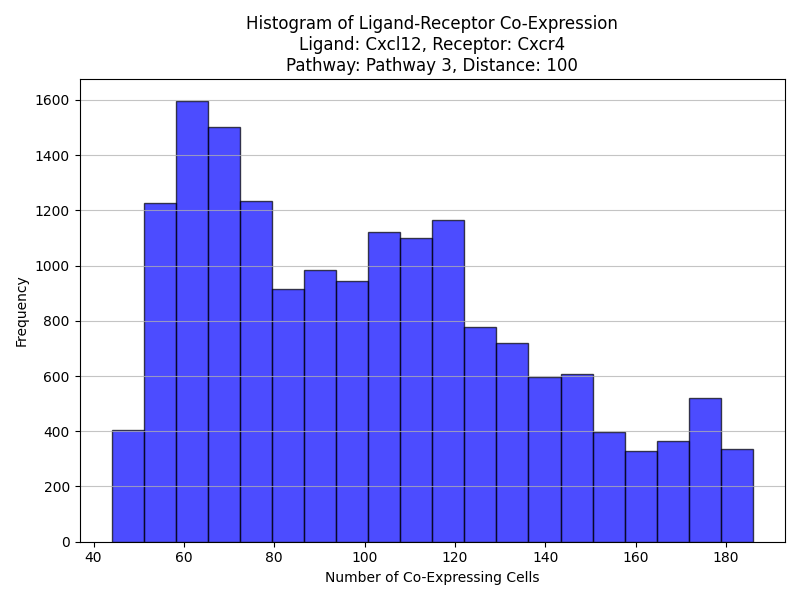 Histogram of Ligand-Receptor Co-Expression
Ligand: Cxcl12, Receptor: Cxcr4
Pathway: Pathway 3, Distance: 100
1600
1400
1200
1000
800
600
400
200
0
Frequency
40 60 80 100 120 140 160 180
Number of Co-Expressing Cells